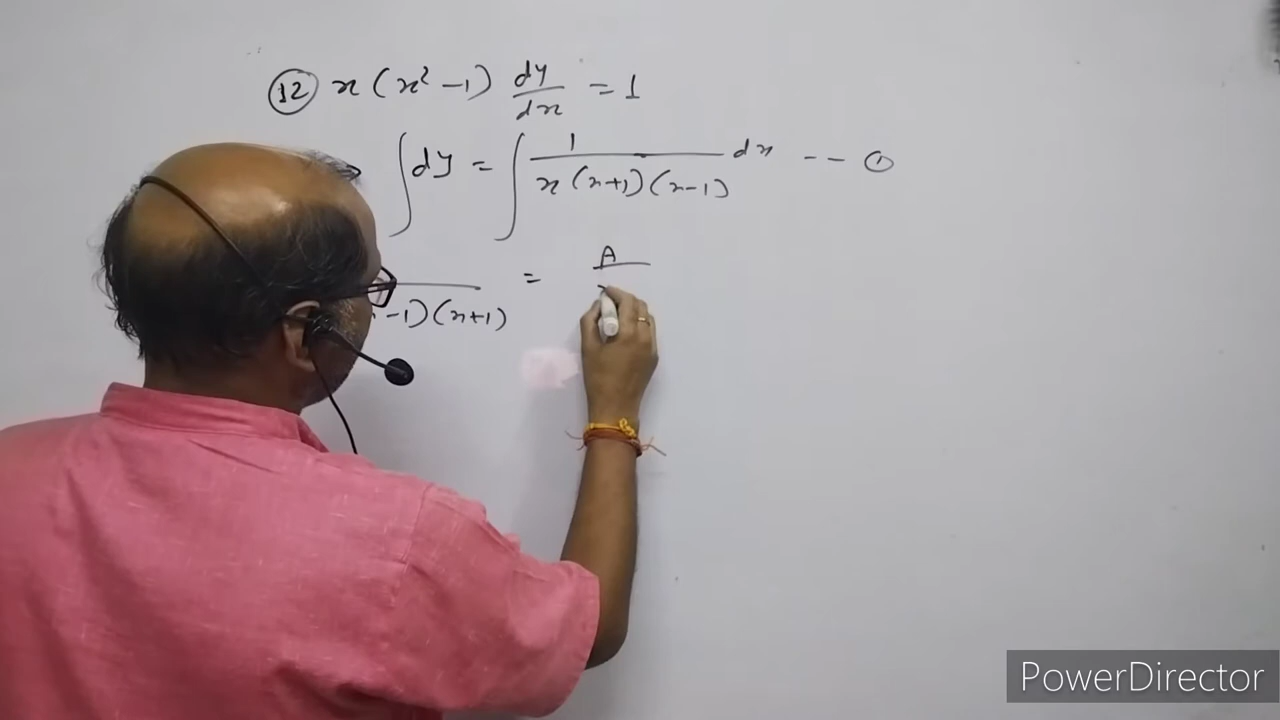 (12) x (x² - 1) dy/dx = 1
∫ dy = ∫ 1 / x (x+1) (x-1) dx -- ①
-1) (x+1) = A
PowerDirector